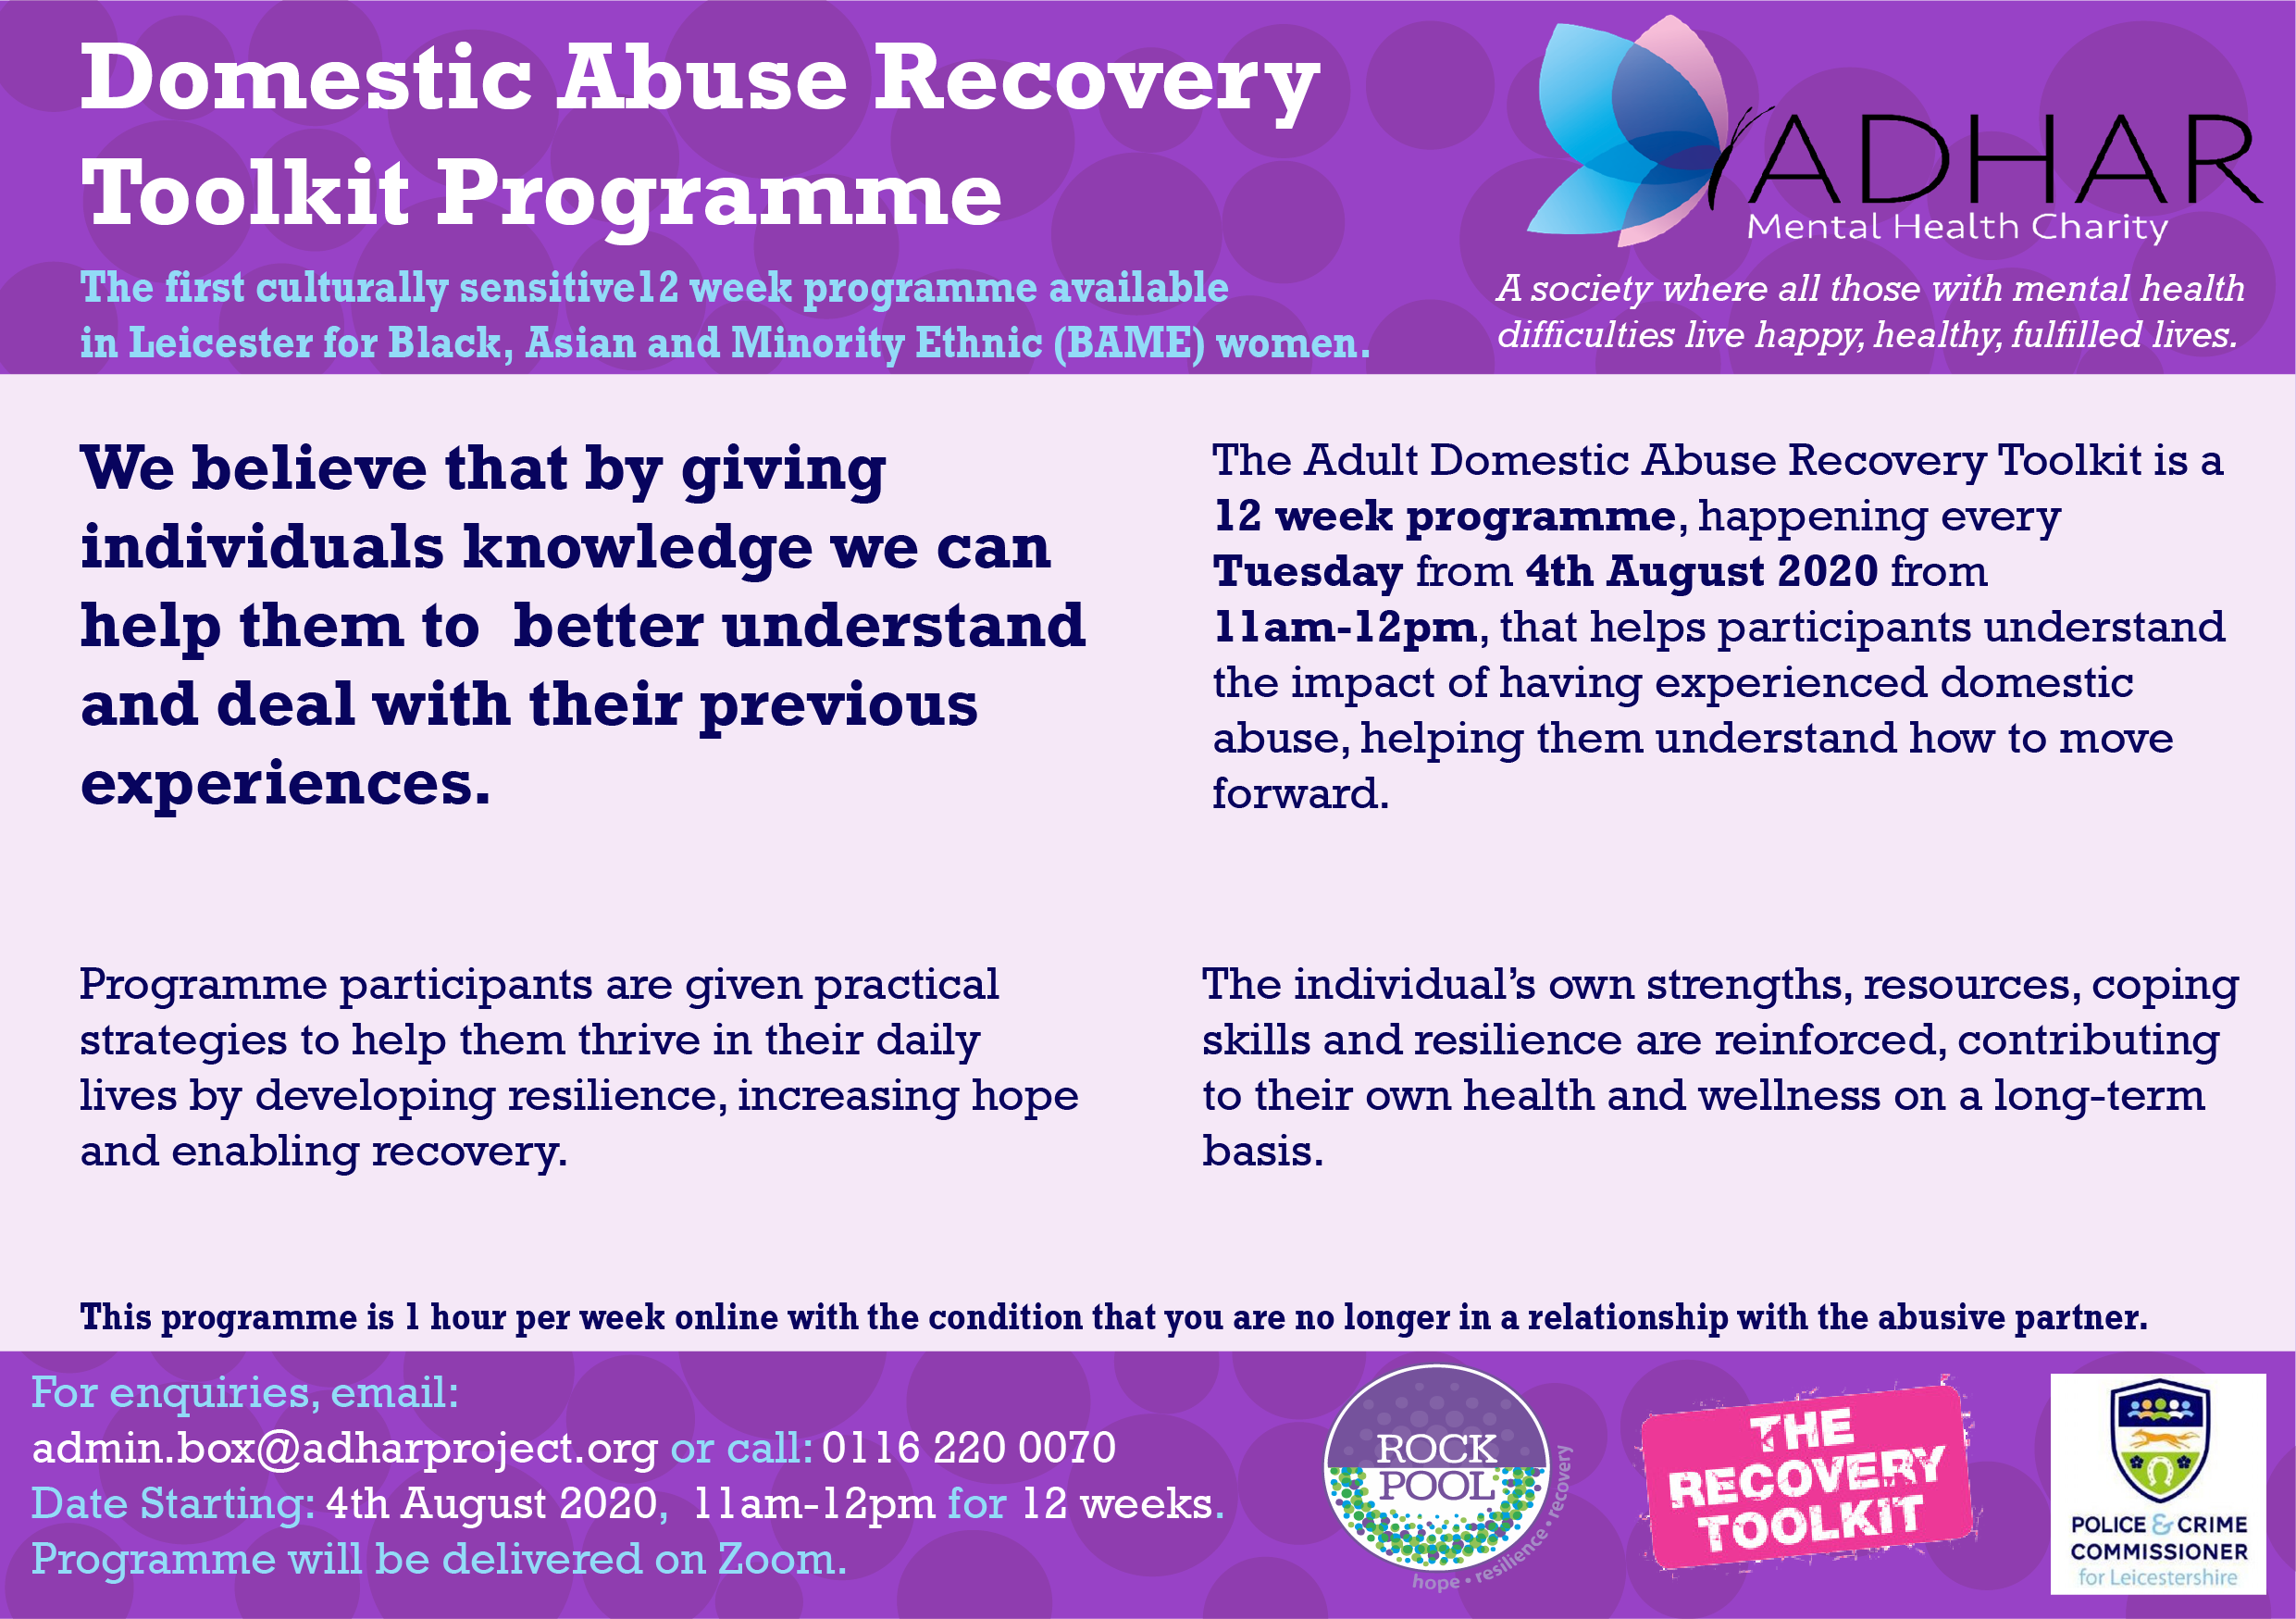 Domestic Abuse Recovery
Toolkit Programme
The first culturally sensitive12 week programme available
in Leicester for Black, Asian and Minority Ethnic (BAME) women.
ADHAR
Mental Health Charity
A society where all those with mental health
difficulties live happy, healthy, fulfilled lives.
We believe that by giving
individuals knowledge we can
help them to  better understand
and deal with their previous
experiences.
The Adult Domestic Abuse Recovery Toolkit is a
12 week programme, happening every
Tuesday from 4th August 2020 from
11am-12pm, that helps participants understand
the impact of having experienced domestic
abuse, helping them understand how to move
forward.
Programme participants are given practical
strategies to help them thrive in their daily
lives by developing resilience, increasing hope
and enabling recovery.
The individual’s own strengths, resources, coping
skills and resilience are reinforced, contributing
to their own health and wellness on a long-term
basis.
This programme is 1 hour per week online with the condition that you are no longer in a relationship with the abusive partner.
For enquiries, email:
admin.box@adharproject.org or call: 0116 220 0070
Date Starting: 4th August 2020,  11am-12pm for 12 weeks.
Programme will be delivered on Zoom.
ROCK
POOL
hope • resilience • recovery
THE
RECOVERY
TOOLKIT
POLICE & CRIME
COMMISSIONER
for Leicestershire